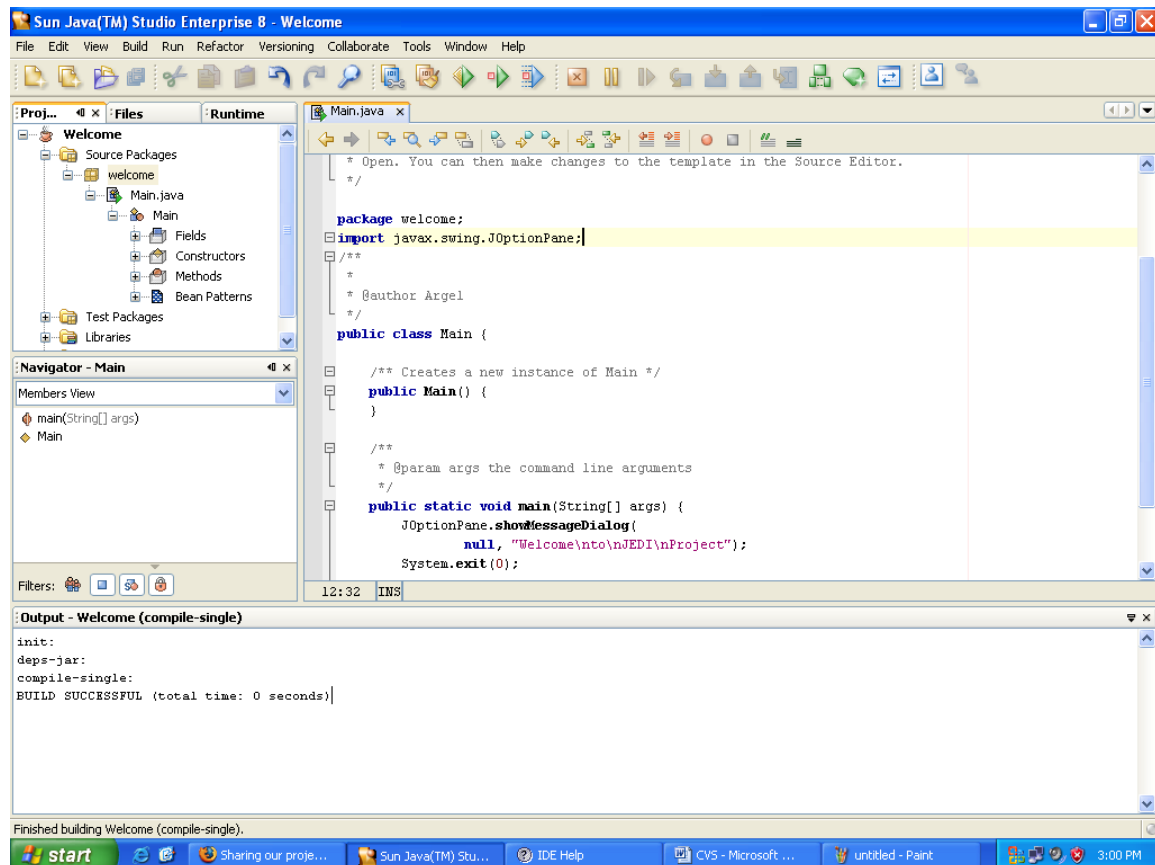 Sun Java(TM) Studio Enterprise 8 - Welcome
File Edit View Build Run Refactor Versioning Collaborate Tools Window Help
Proj... Files Runtime
Welcome
Source Packages
welcome
Main.java
Main
Fields
Constructors
Methods
Bean Patterns
Test Packages
Libraries
Navigator - Main
Members View
main(String[] args)
Main
Filters:
Main.java
* Open. You can then make changes to the template in the Source Editor.
*/
package welcome;
import javax.swing.JOptionPane;
/**
*
* @author Argel
*/
public class Main {
/** Creates a new instance of Main */
public Main() {
}
/**
* @param args the command line arguments
*/
public static void main(String[] args) {
JOptionPane.showMessageDialog(
null, "Welcome\nto\nJEDI\nProject");
System.exit(0);
12:32 INS
Output - Welcome (compile-single)
init:
deps-jar:
compile-single:
BUILD SUCCESSFUL (total time: 0 seconds)
Finished building Welcome (compile-single).
start Sharing our proje... Sun Java(TM) Stu... IDE Help CVS - Microsoft ... untitled - Paint 3:00 PM